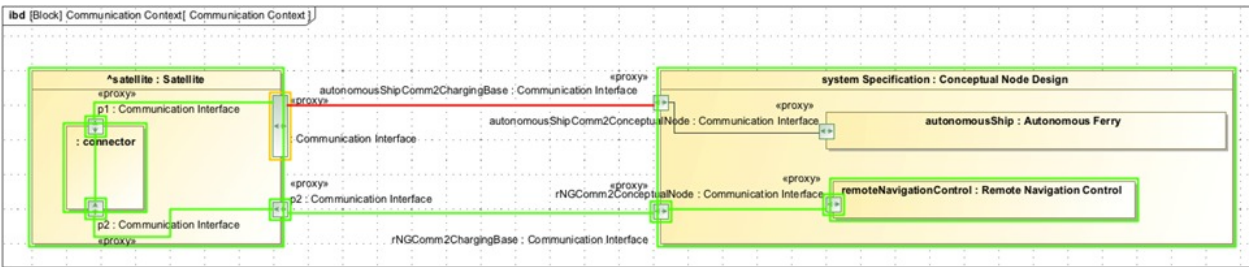 ibd [Block] Communication Context[ Communication Context ]
^satellite : Satellite
«proxy»
p1 : Communication Interface
: connector
p2 : Communication Interface
«proxy»
«proxy»
: Communication Interface
«proxy»
p2 : Communication Interface
«proxy»
autonomousShipComm2ChargingBase : Communication Interface
system Specification : Conceptual Node Design
«proxy»
autonomousShipComm2ConceptualNode : Communication Interface
autonomousShip : Autonomous Ferry
«proxy»
«proxy»
rNGComm2ConceptualNode : Communication Interface
remoteNavigationControl : Remote Navigation Control
rNGComm2ChargingBase : Communication Interface